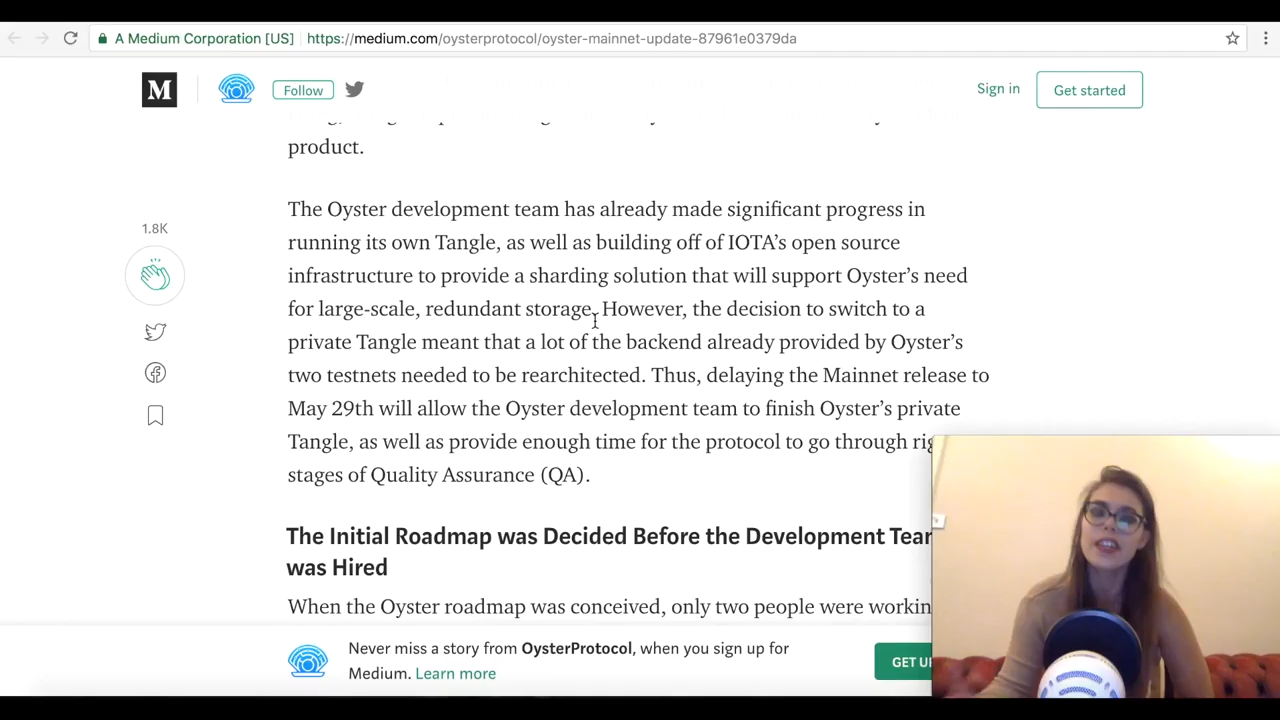 A Medium Corporation [US]
https://medium.com/oysterprotocol/oyster-mainnet-update-87961e0379da
M
Follow
Sign in
Get started
product.
1.8K
The Oyster development team has already made significant progress in
running its own Tangle, as well as building off of IOTA’s open source
infrastructure to provide a sharding solution that will support Oyster’s need
for large-scale, redundant storage. However, the decision to switch to a
private Tangle meant that a lot of the backend already provided by Oyster’s
two testnets needed to be rearchitected. Thus, delaying the Mainnet release to
May 29th will allow the Oyster development team to finish Oyster’s private
Tangle, as well as provide enough time for the protocol to go through
stages of Quality Assurance (QA).
The Initial Roadmap was Decided Before the Development
was Hired
When the Oyster roadmap was conceived, only two people were
Never miss a story from OysterProtocol, when you sign up for
Medium. Learn more
GET